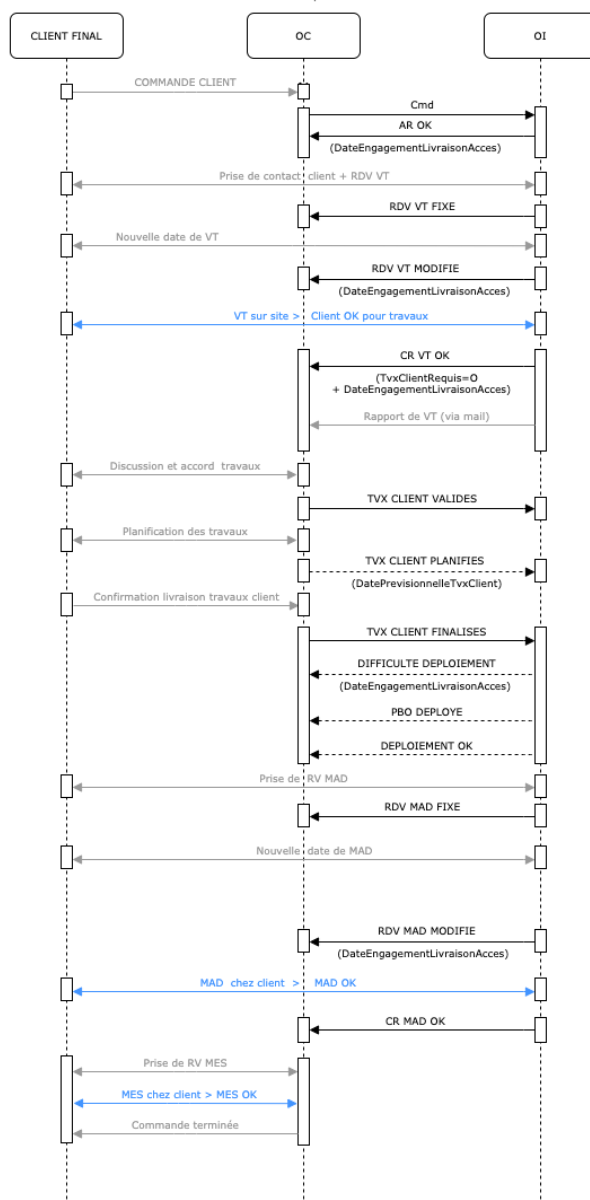 CLIENT FINAL
OC
OI
COMMANDE CLIENT
Cmd
AR OK
(DateEngagementLivraisonAcces)
Prise de contact client + RDV VT
RDV VT FIXE
Nouvelle date de VT
RDV VT MODIFIE
(DateEngagementLivraisonAcces)
VT sur site > Client OK pour travaux
CR VT OK
(TvxClientRequis=O
+ DateEngagementLivraisonAcces)
Rapport de VT (via mail)
Discussion et accord travaux
TVX CLIENT VALIDES
Planification des travaux
TVX CLIENT PLANIFIES
(DatePrevisionnelleTvxClient)
Confirmation livraison travaux client
TVX CLIENT FINALISES
DIFFICULTE DEPLOIEMENT
(DateEngagementLivraisonAcces)
PBO DEPLOYE
DEPLOIEMENT OK
Prise de RV MAD
RDV MAD FIXE
Nouvelle date de MAD
RDV MAD MODIFIE
(DateEngagementLivraisonAcces)
MAD chez client > MAD OK
CR MAD OK
Prise de RV MES
MES chez client > MES OK
Commande terminée